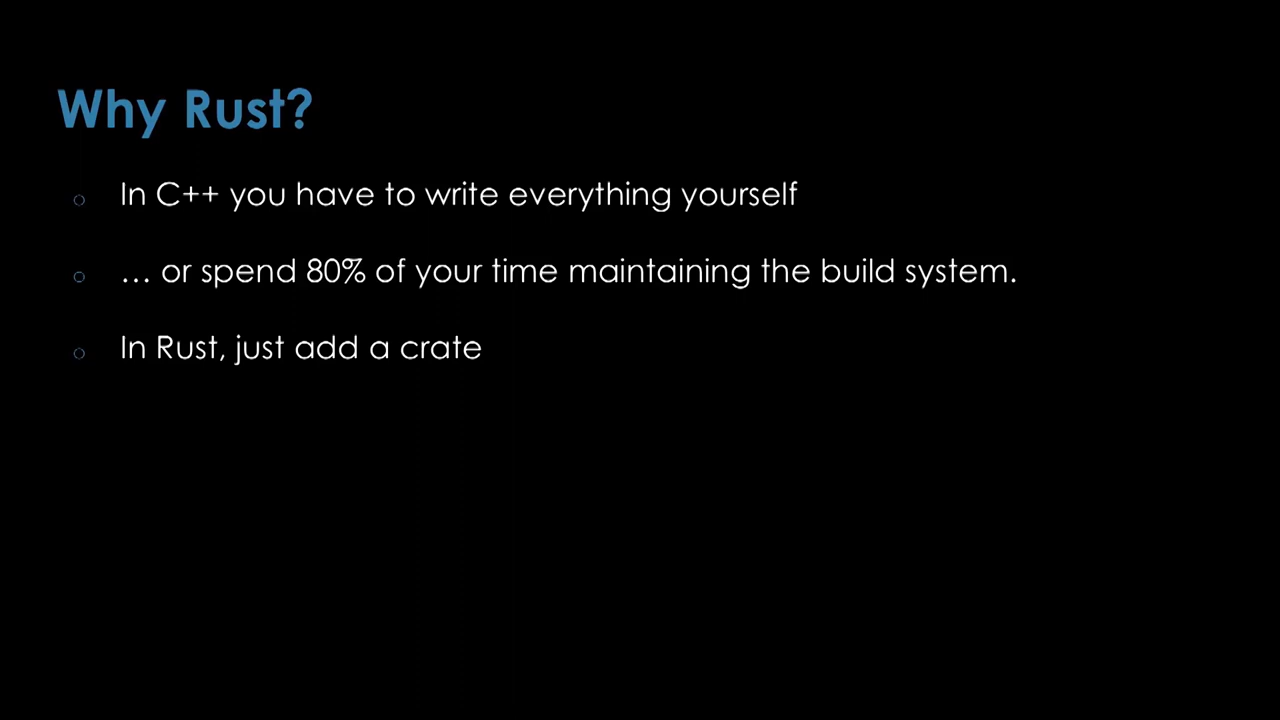 Why Rust?
In C++ you have to write everything yourself
… or spend 80% of your time maintaining the build system.
In Rust, just add a crate